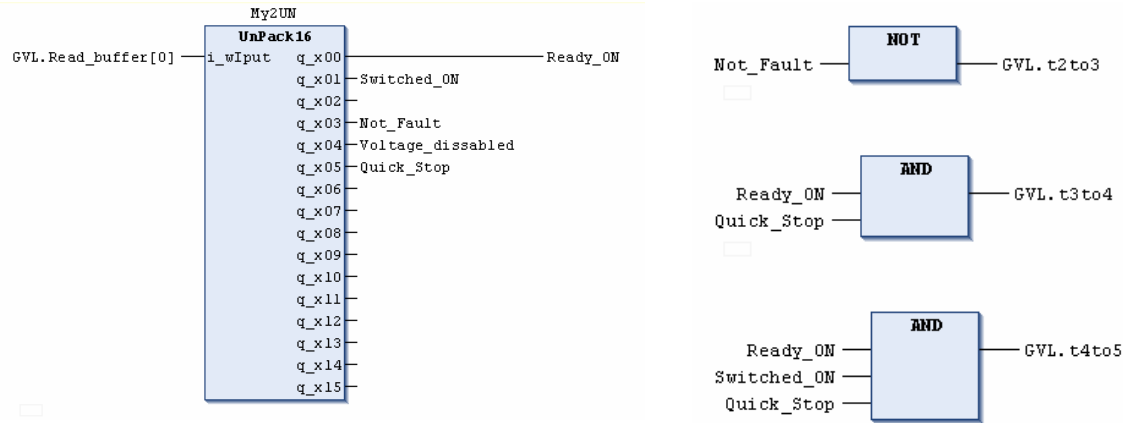 My2UN
UnPack16
GVL.Read_buffer[0] i_wIput q_x00 Ready_ON
q_x01 Switched_ON
q_x02
q_x03 Not_Fault
q_x04 Voltage_dissabled
q_x05 Quick_Stop
q_x06
q_x07
q_x08
q_x09
q_x10
q_x11
q_x12
q_x13
q_x14
q_x15
NOT
Not_Fault GVL.t2to3
AND
Ready_ON GVL.t3to4
Quick_Stop
AND
Ready_ON GVL.t4to5
Switched_ON
Quick_Stop